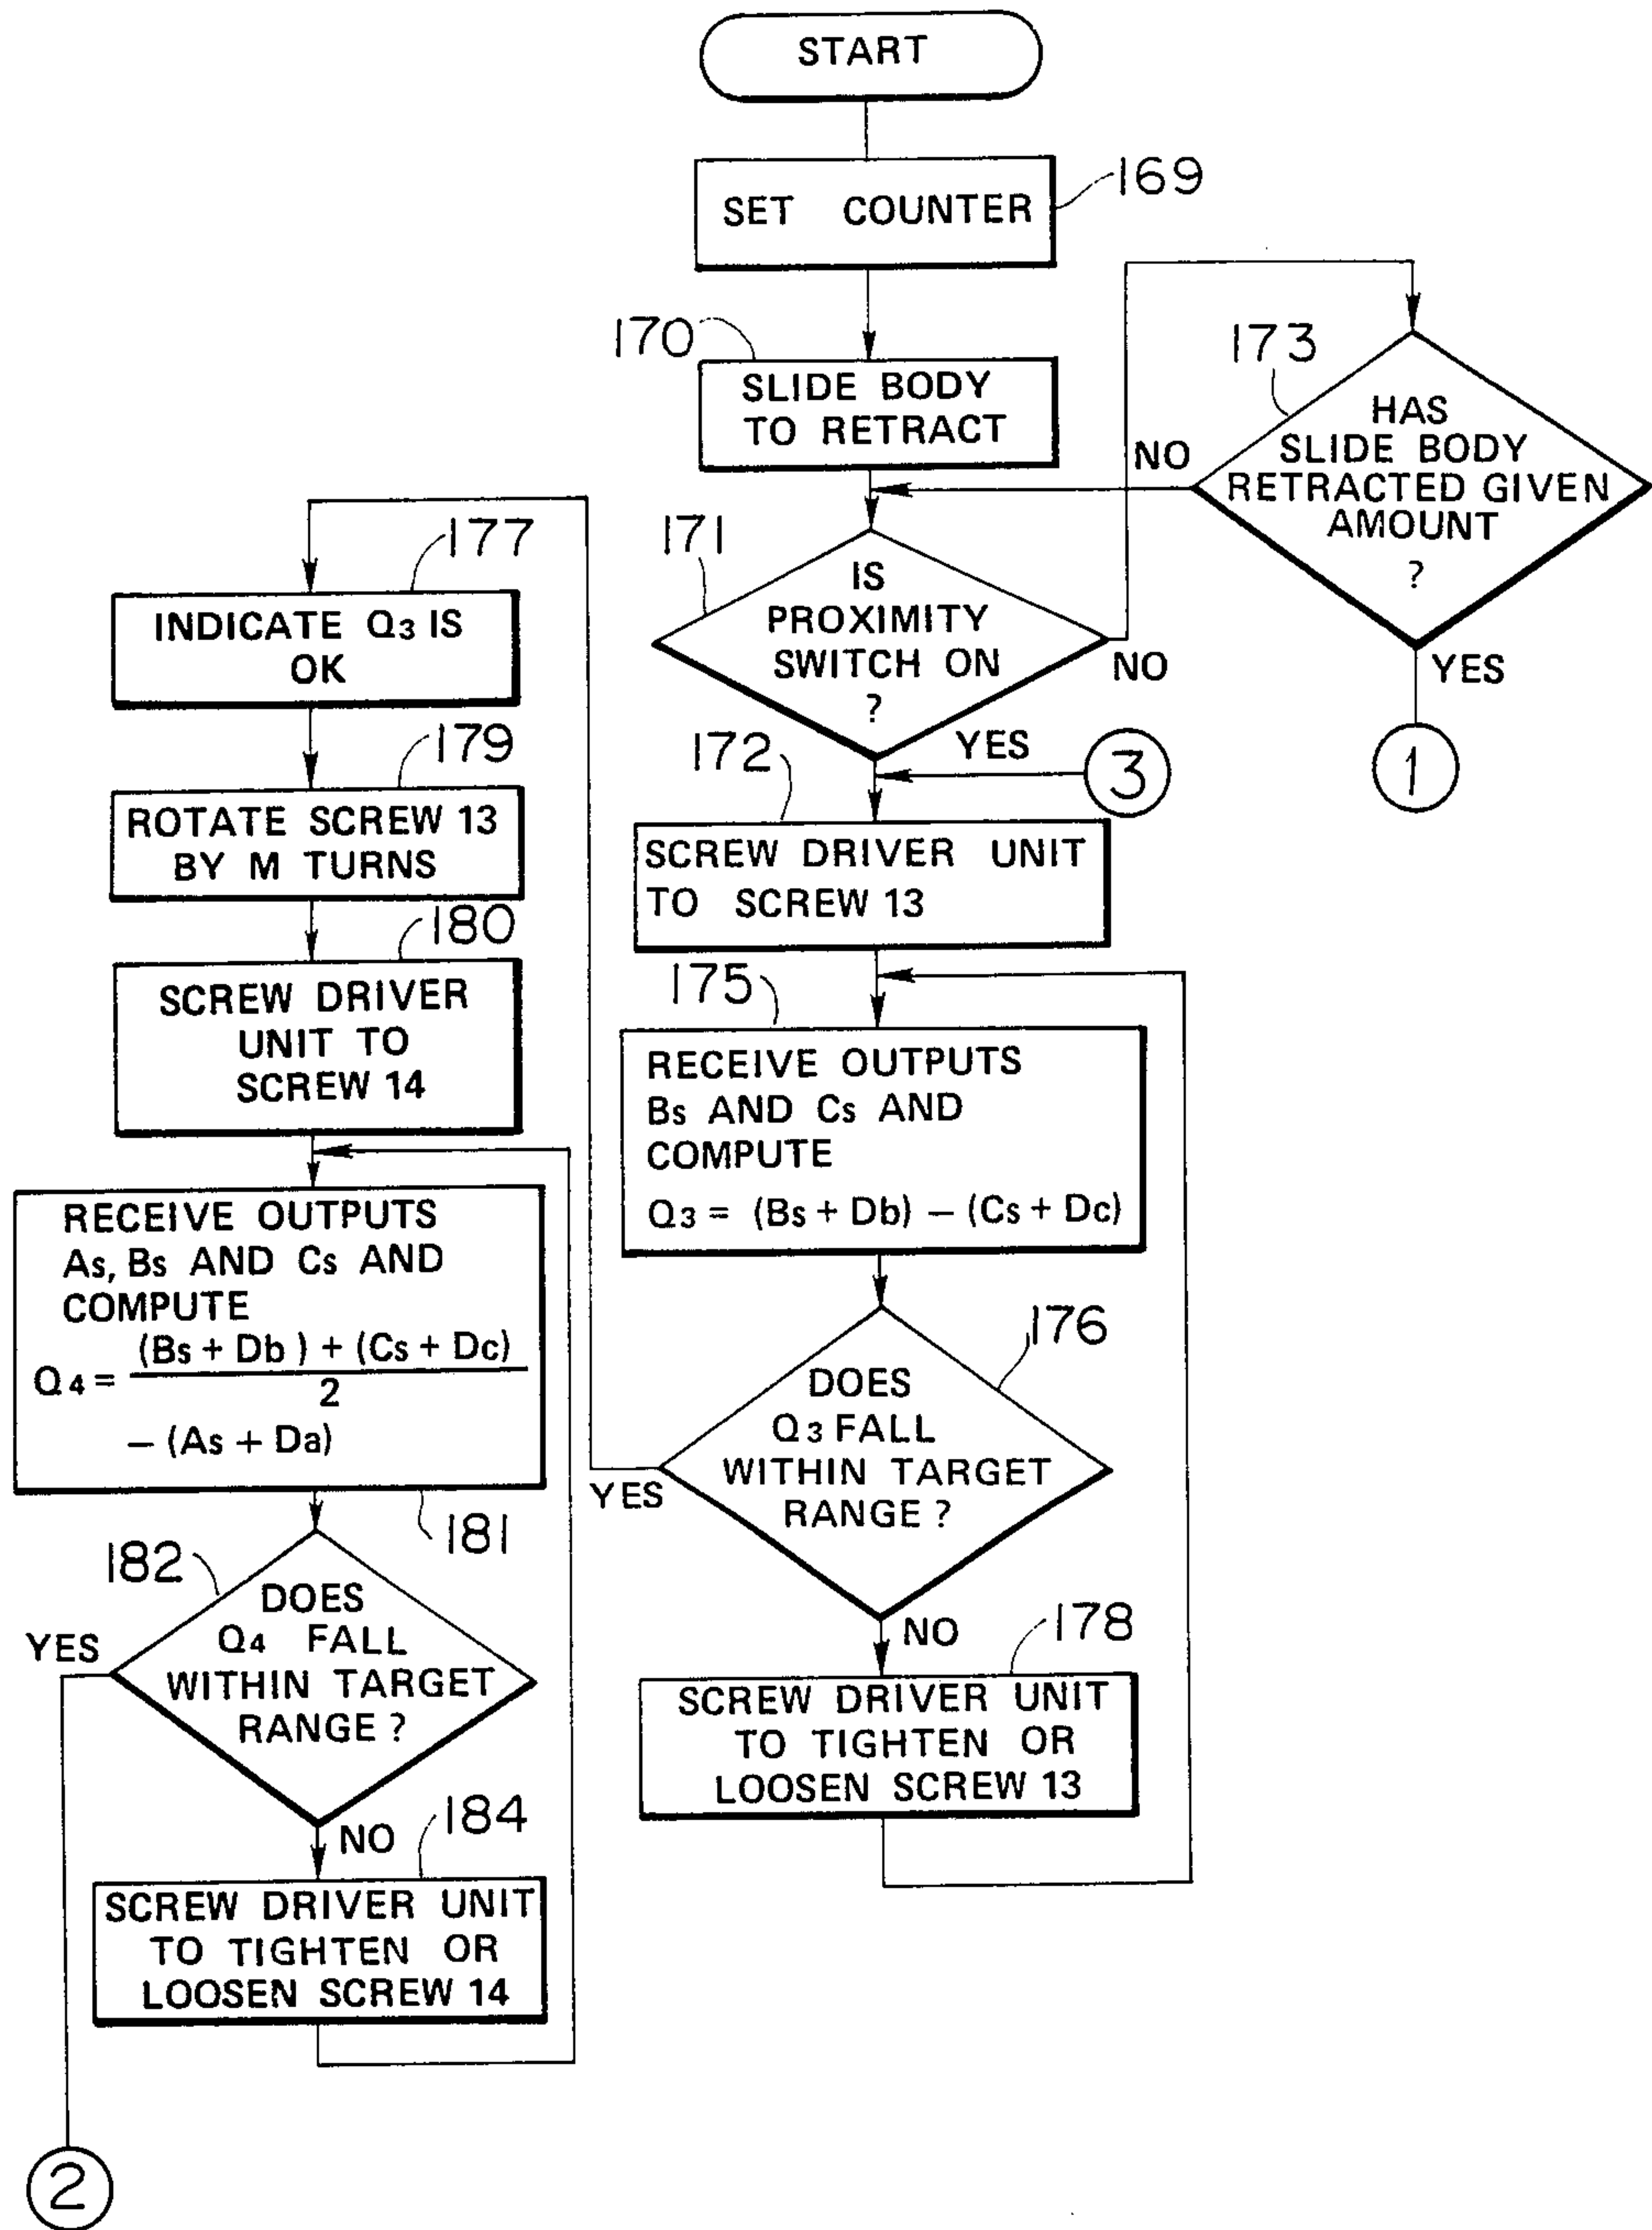 START
SET COUNTER
169
170
SLIDE BODY
TO RETRACT
173
HAS
SLIDE BODY
RETRACTED GIVEN
AMOUNT
?
NO
YES
1
171
IS
PROXIMITY
SWITCH ON
?
NO
YES
3
172
SCREW DRIVER UNIT
TO SCREW 13
175
RECEIVE OUTPUTS
Bs AND Cs AND
COMPUTE
Q3 = (Bs + Db) − (Cs + Dc)
176
DOES
Q3 FALL
WITHIN TARGET
RANGE ?
YES
NO
178
SCREW DRIVER UNIT
TO TIGHTEN OR
LOOSEN SCREW 13
177
INDICATE Q3 IS
OK
179
ROTATE SCREW 13
BY M TURNS
180
SCREW DRIVER
UNIT TO
SCREW 14
RECEIVE OUTPUTS
As, Bs AND Cs AND
COMPUTE
(Bs + Db ) + (Cs + Dc)
Q4 =
2
− (As + Da)
181
182
DOES
Q4 FALL
WITHIN TARGET
RANGE ?
YES
NO
184
SCREW DRIVER UNIT
TO TIGHTEN OR
LOOSEN SCREW 14
2